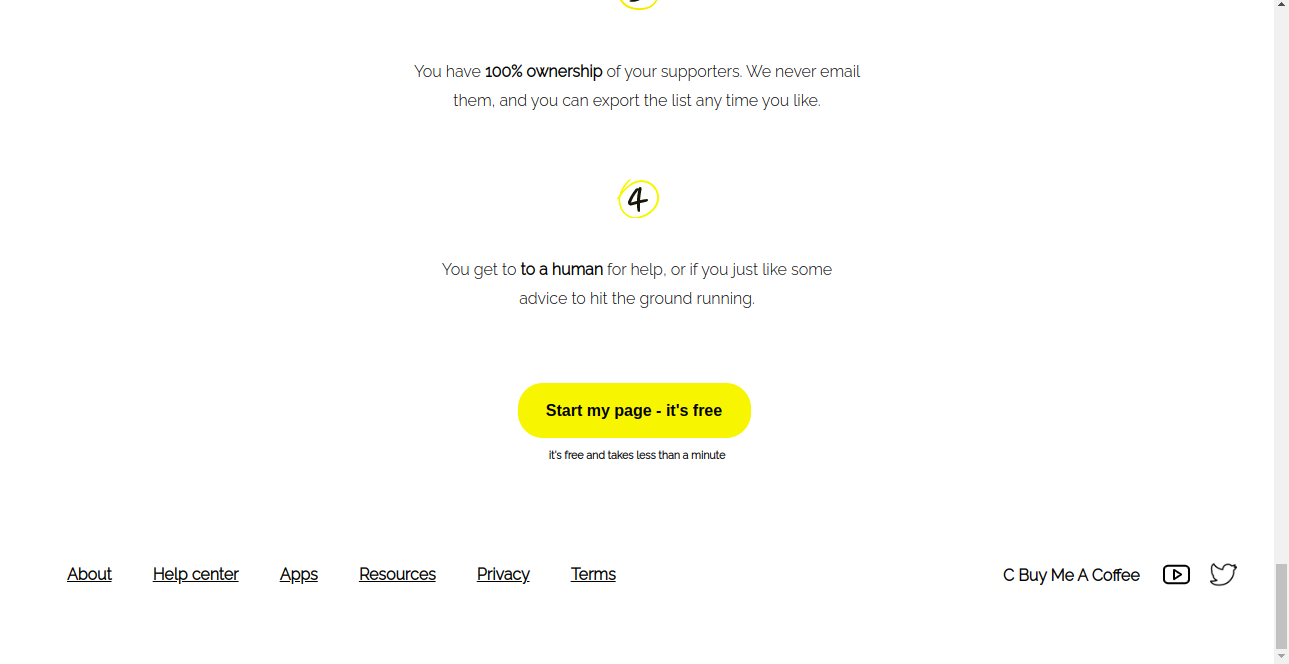 You have 100% ownership of your supporters. We never email
them, and you can export the list any time you like.
4
You get to to a human for help, or if you just like some
advice to hit the ground running.
Start my page - it's free
it's free and takes less than a minute
About Help center Apps Resources Privacy Terms C Buy Me A Coffee